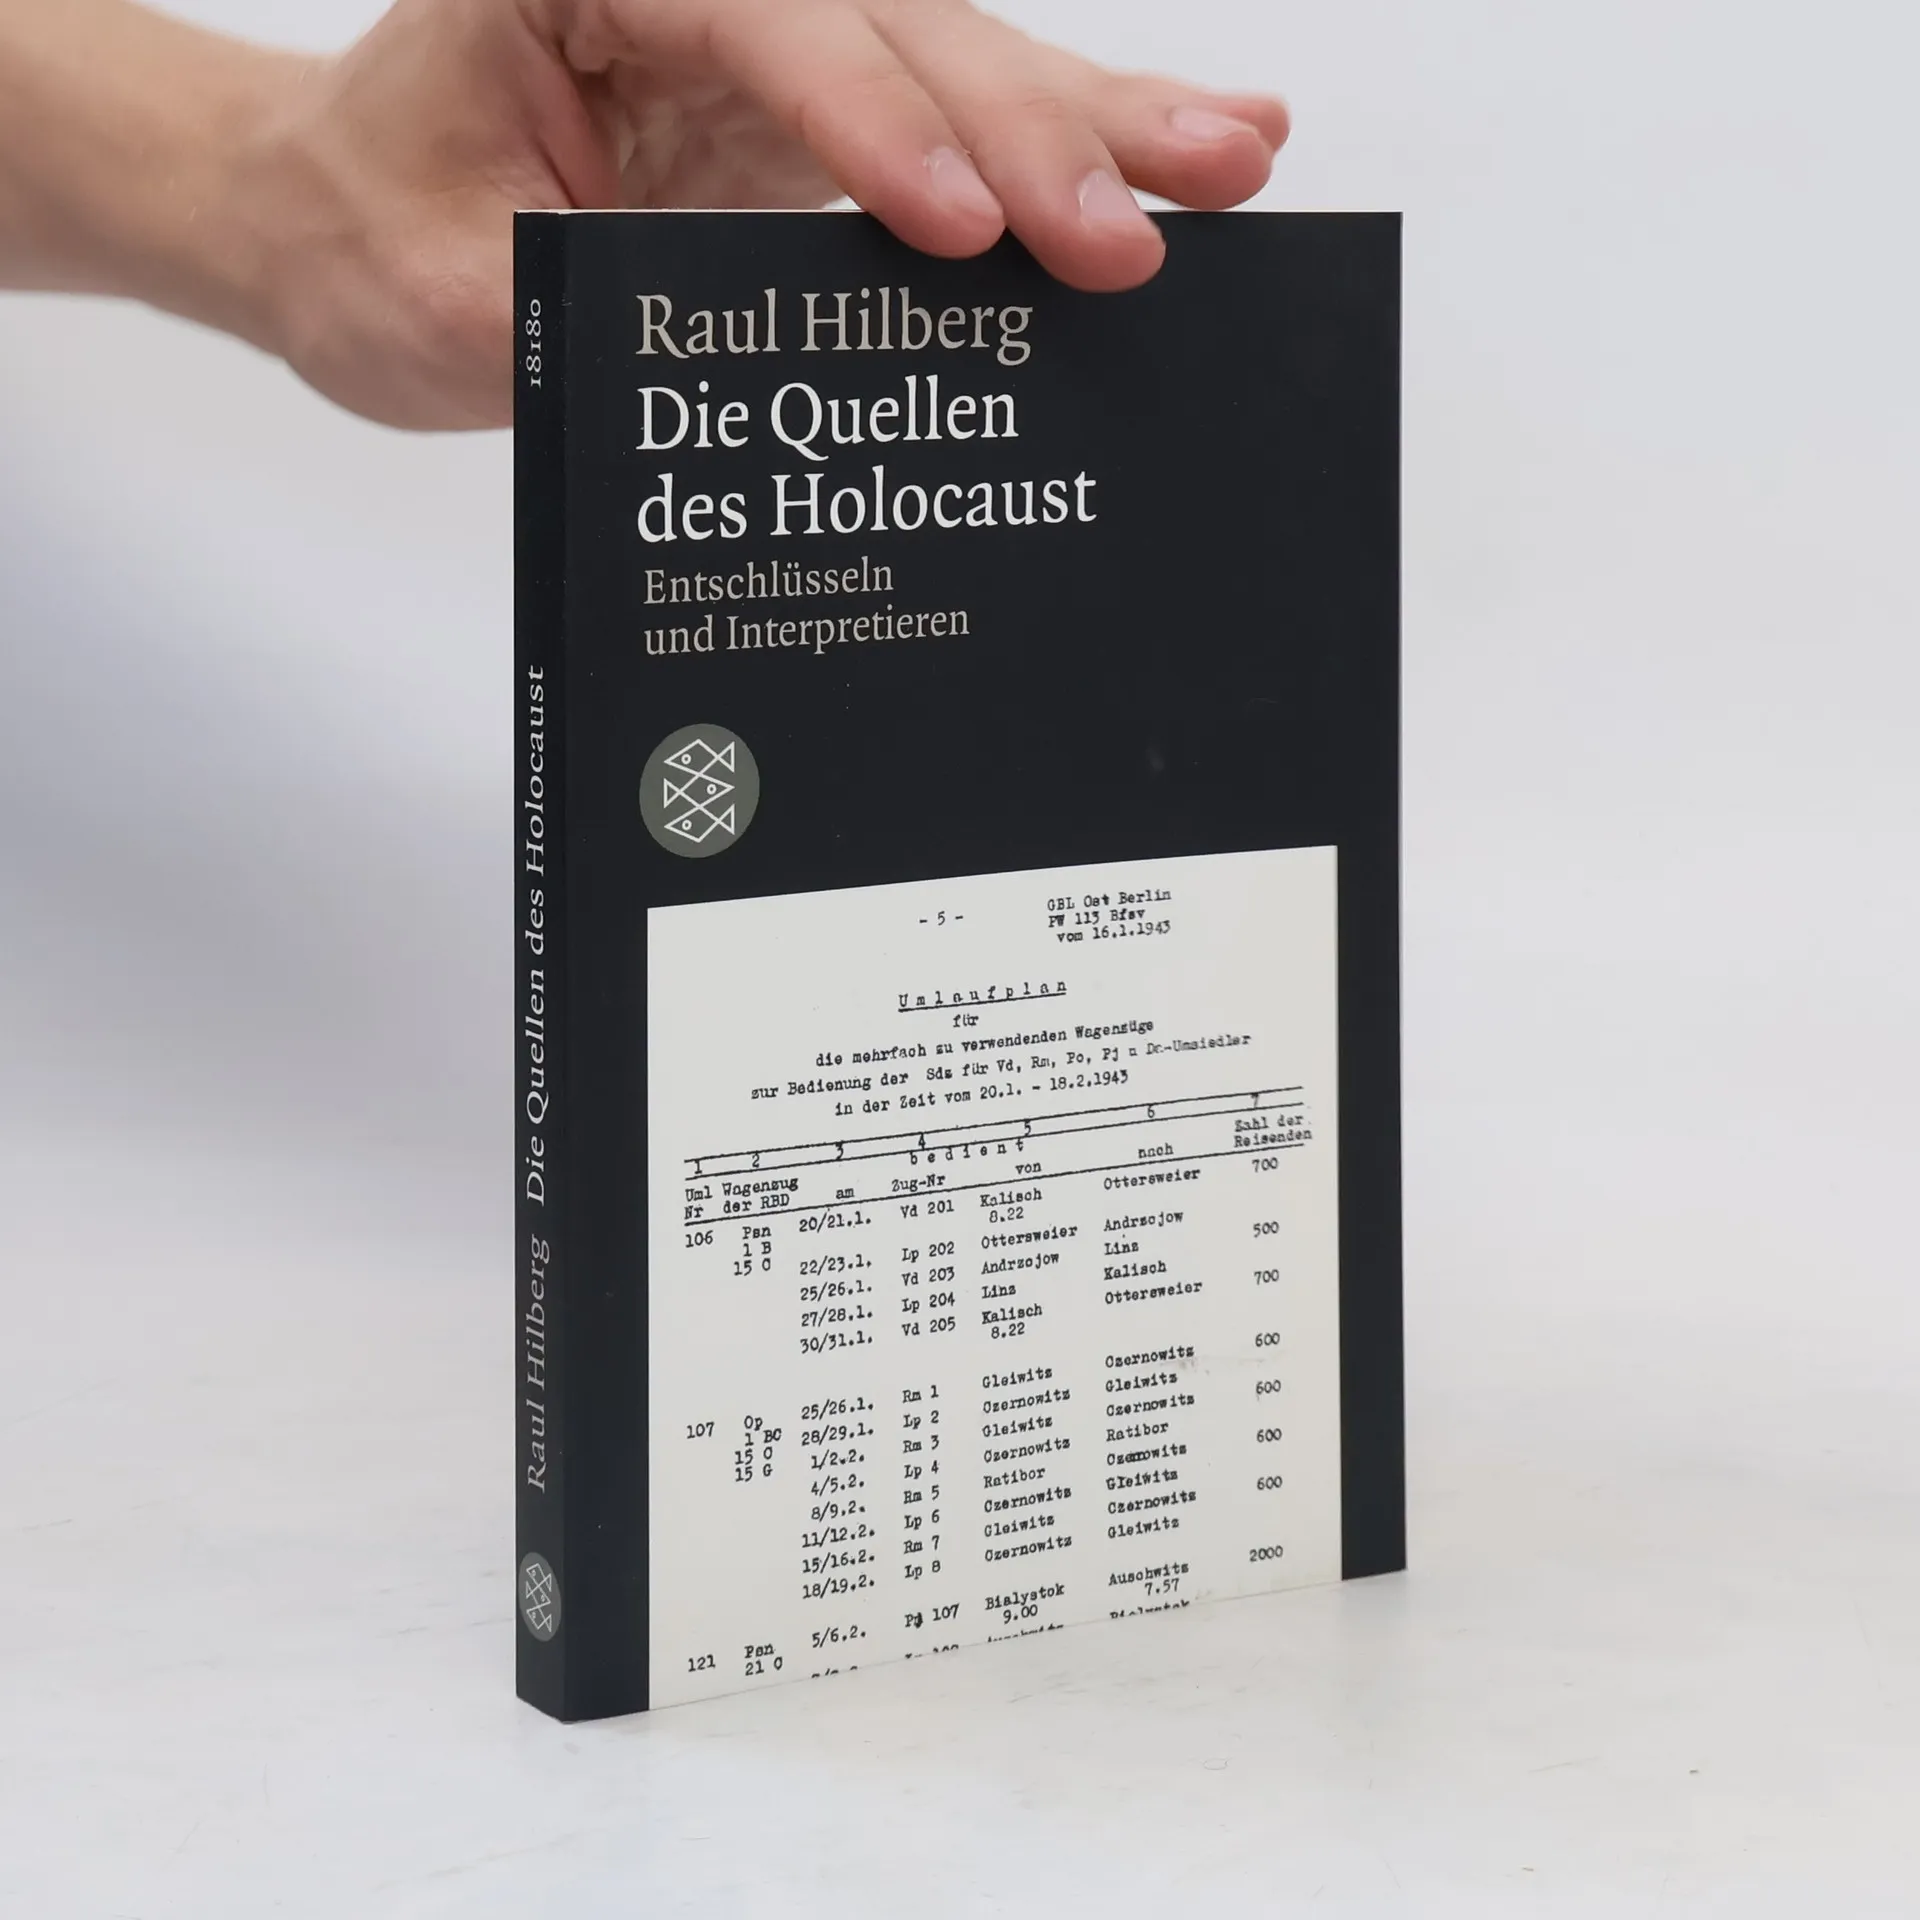 18180
Raul Hilberg Die Quellen des Holocaust
Raul Hilberg
Die Quellen
des Holocaust
Entschlüsseln
und Interpretieren
- 5 -
GBL Ost Berlin
PW 113 Bfsv
vom 16.1.1943
Umlaufplan
für
die mehrfach zu verwendenden Wagenzüge
zur Bedienung der Sdz für Vd, Rm, Po, Pj u Da-Umsiedler
in der Zeit vom 20.1. - 18.2.1943
1 2 3 4 5 6 7
bedient
Uml Wagenzug am Zug-Nr von nach Zahl der
Nr der RBD Reisenden
106 Psn 20/21.1. Vd 201 Kalisch Ottersweier 700
1 B 8.22
15 C 22/23.1. Lp 202 Ottersweier Andrzojow
25/26.1. Vd 203 Andrzojow Linz 500
27/28.1. Lp 204 Linz Kalisch
30/31.1. Vd 205 Kalisch Ottersweier 700
8.22
107 Op 25/26.1. Rm 1 Gleiwitz Czernowitz 600
1 BC 28/29.1. Lp 2 Czernowitz Gleiwitz
15 C 1/2.2. Rm 3 Gleiwitz Czernowitz 600
15 G 4/5.2. Lp 4 Czernowitz Ratibor
8/9.2. Rm 5 Ratibor Czernowitz 600
11/12.2. Lp 6 Czernowitz Gleiwitz
15/16.2. Rm 7 Gleiwitz Czernowitz 600
18/19.2. Lp 8 Czernowitz Gleiwitz
121 Psn 5/6.2. Pj 107 Bialystok Auschwitz 2000
21 C 9.00 7.57